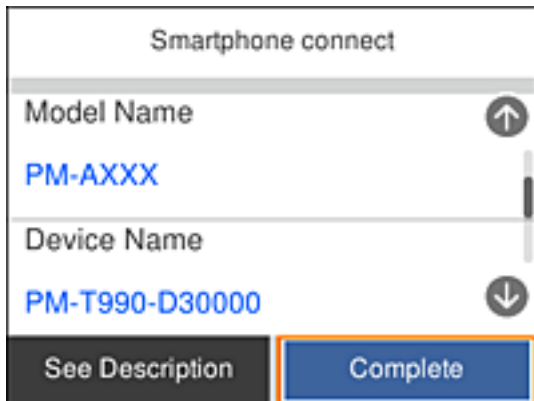 Smartphone connect
Model Name
PM-AXXX
Device Name
PM-T990-D30000
See Description
Complete